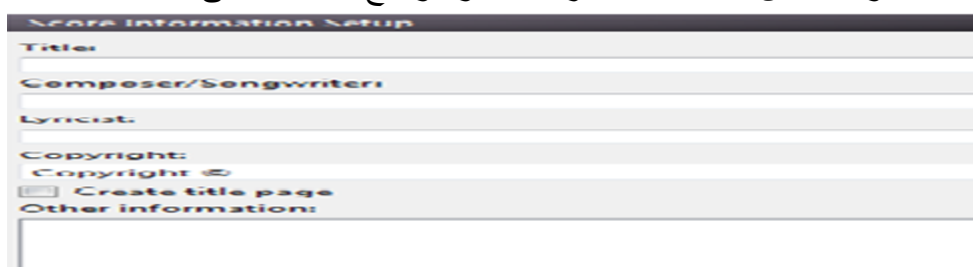 Score Information Setup
Title:
Composer/Songwriter:
Lyricist:
Copyright:
Copyright ©
Create title page
Other information: